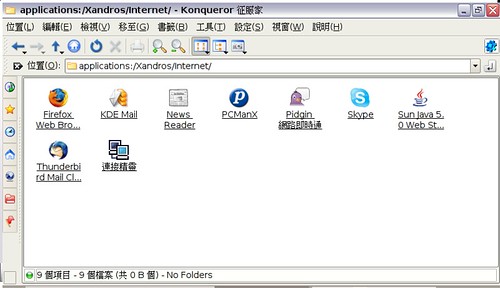 applications:/Xandros/Internet/ - Konqueror 征服家
位置(L) 編輯(E) 檢視(V) 移至(G) 書籤(B) 工具(T) 設定(S) 視窗(W) 說明(H)
位置(O): applications:/Xandros/Internet/
Firefox KDE Mail News PCManX Pidgin Skype Sun Java 5.
Web Bro... Reader 網路即時通 0 Web St...
Thunderbi 連接精靈
rd Mail Cl...
9 個項目 - 9 個檔案 (共 0 B 個) - No Folders